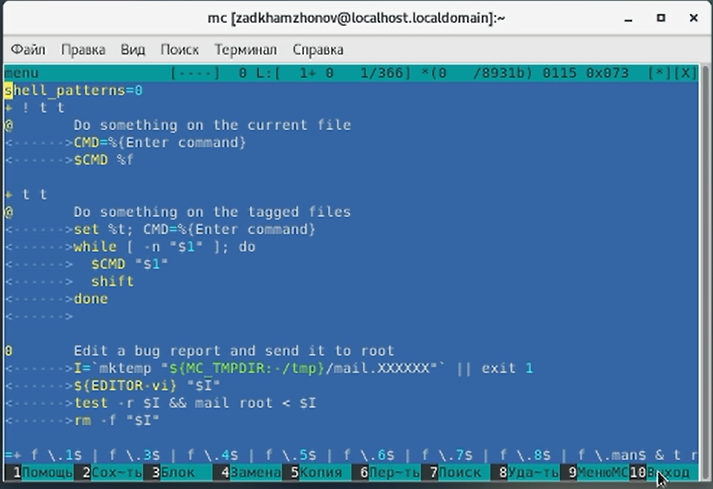 mc [zadkhamzhonov@localhost.localdomain]:~
Файл Правка Вид Поиск Терминал Справка
menu [----] 0 L:[ 1+ 0 1/366] *(0 /8931b) 0115 0x073 [*][X]
shell_patterns=0
+ ! t t
@ Do something on the current file
<------>CMD=%{Enter command}
<------>$CMD %f
+ t t
@ Do something on the tagged files
<------>set %t; CMD=%{Enter command}
<------>while [ -n "$1" ]; do
<------> $CMD "$1"
<------> shift
<------>done
<------>
0 Edit a bug report and send it to root
<------>I=`mktemp "${MC_TMPDIR:-/tmp}/mail.XXXXXX"` || exit 1
<------>${EDITOR-vi} "$I"
<------>test -r $I && mail root < $I
<------>rm -f "$I"
=+ f \.1$ | f \.3$ | f \.4$ | f \.5$ | f \.6$ | f \.7$ | f \.8$ | f \.man$ & t r
1Помощь 2Сох~ть 3Блок 4Замена 5Копия 6Пер~ть 7Поиск 8Уда~ть 9МенюMC 10Выход